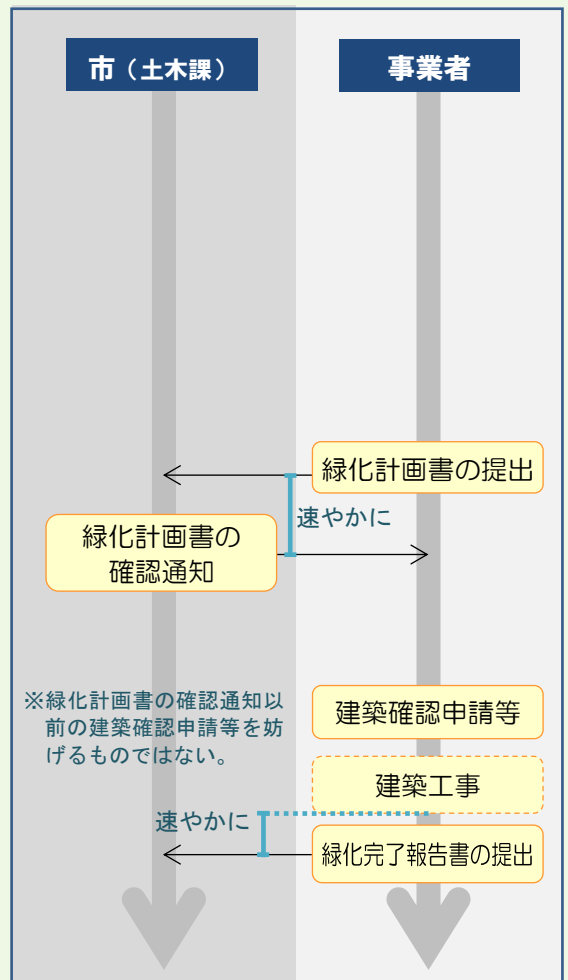 市（土木課）
事業者
緑化計画書の提出
速やかに
緑化計画書の
確認通知
※緑化計画書の確認通知以
前の建築確認申請等を妨
げるものではない。
建築確認申請等
建築工事
速やかに
緑化完了報告書の提出